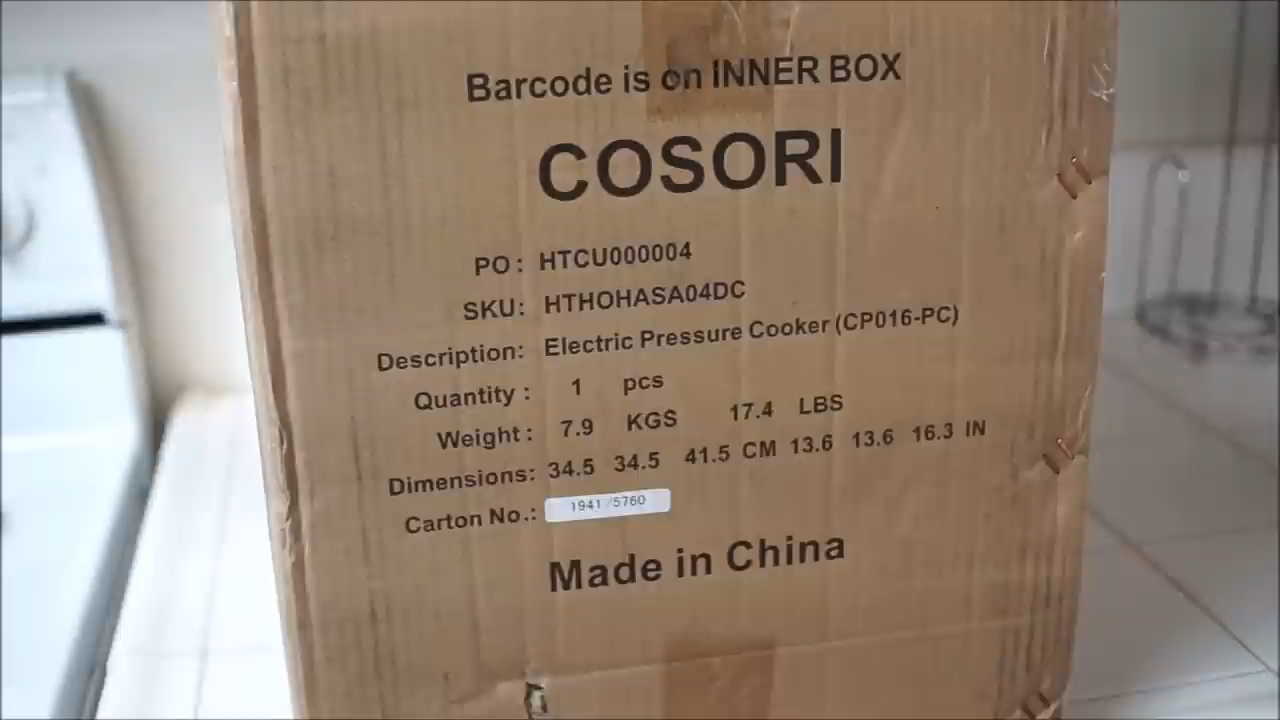 Barcode is on INNER BOX
COSORI
PO: HTCU000004
SKU: HTHOHASA04DC
Description: Electric Pressure Cooker (CP016-PC)
Quantity : 1 pcs
Weight : 7.9 KGS 17.4 LBS
Dimensions: 34.5 34.5 41.5 CM 13.6 13.6 16.3 IN
Carton No.: 1941/5760
Made in China